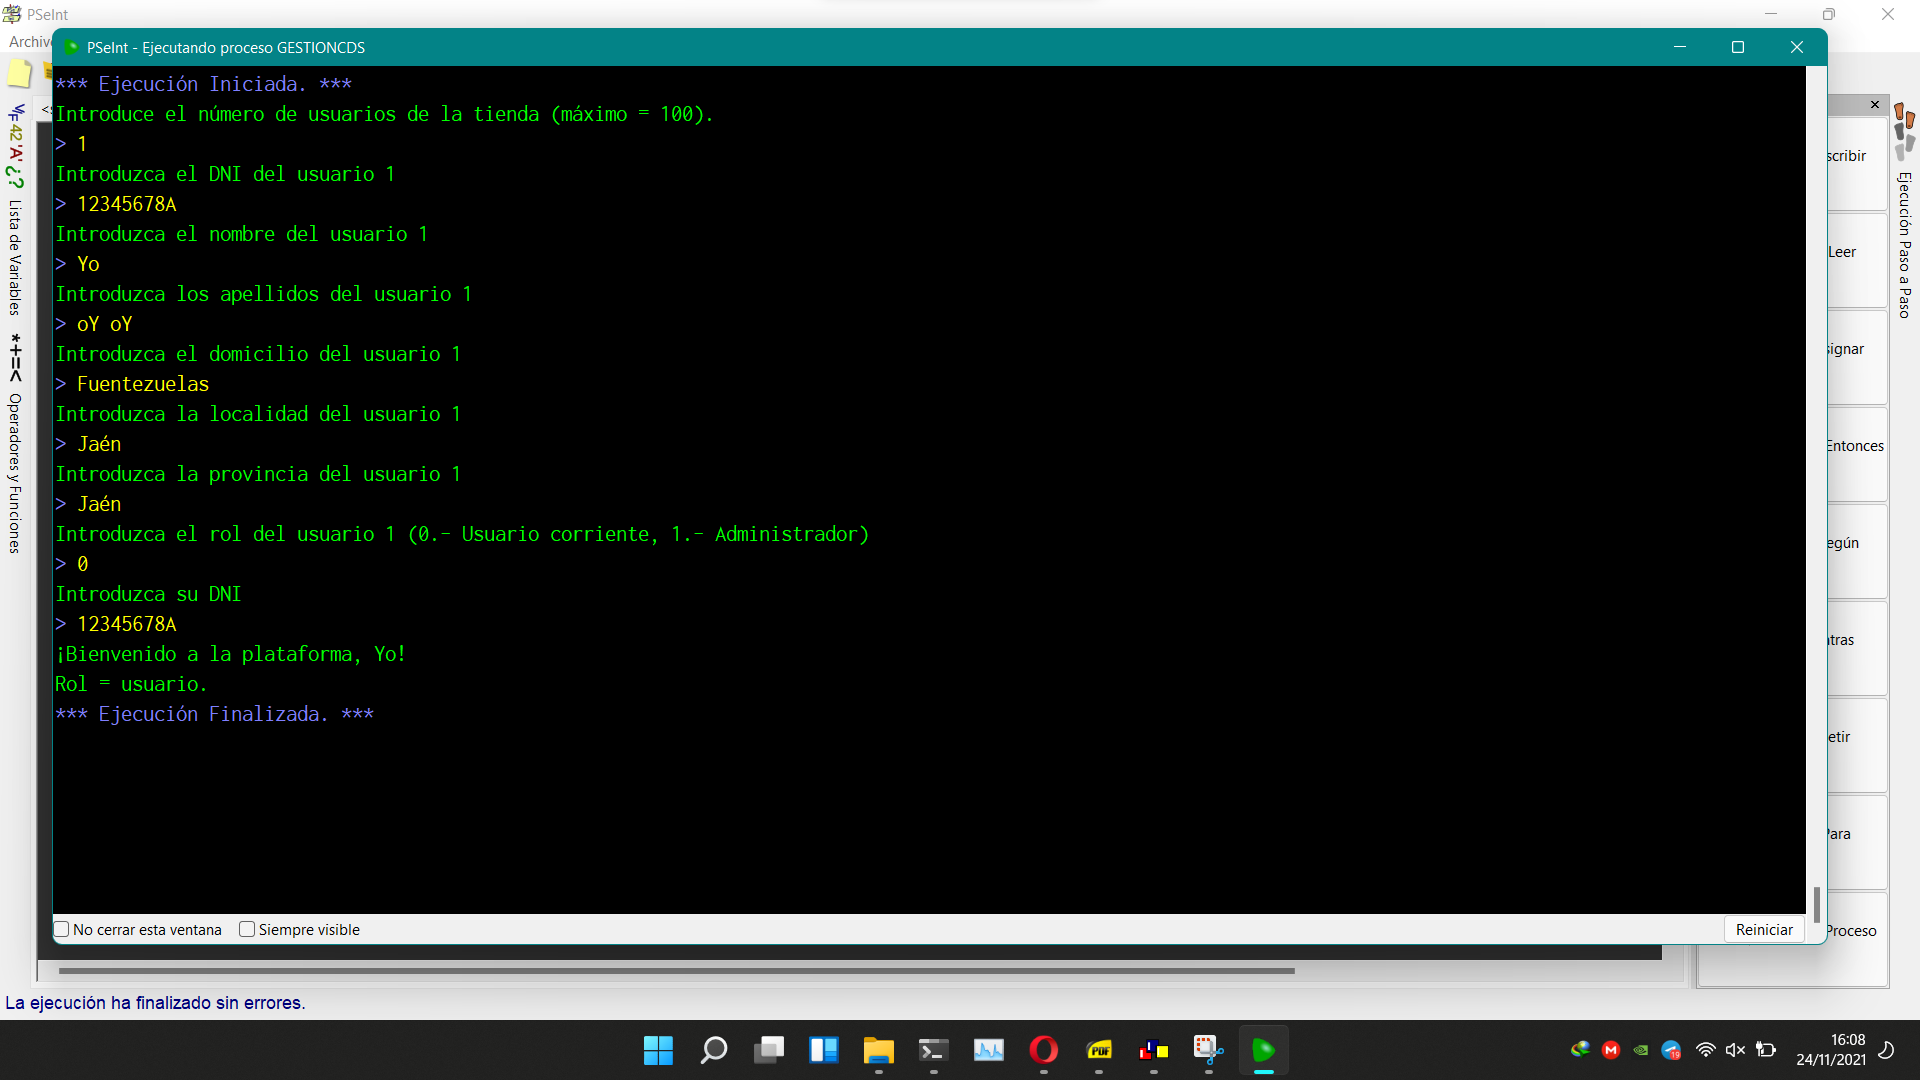 PSeInt
Archiv
PSeInt - Ejecutando proceso GESTIONCDS
*** Ejecución Iniciada. ***
Introduce el número de usuarios de la tienda (máximo = 100).
> 1
Introduzca el DNI del usuario 1
> 12345678A
Introduzca el nombre del usuario 1
> Yo
Introduzca los apellidos del usuario 1
> oY oY
Introduzca el domicilio del usuario 1
> Fuentezuelas
Introduzca la localidad del usuario 1
> Jaén
Introduzca la provincia del usuario 1
> Jaén
Introduzca el rol del usuario 1 (0.- Usuario corriente, 1.- Administrador)
> 0
Introduzca su DNI
> 12345678A
¡Bienvenido a la plataforma, Yo!
Rol = usuario.
*** Ejecución Finalizada. ***
No cerrar esta ventana
Siempre visible
Reiniciar
42 'A' ¿?
Lista de Variables
*+=<
Operadores y Funciones
scribir
Leer
signar
Entonces
egún
ntras
etir
Para
Proceso
Ejecución Paso a Paso
La ejecución ha finalizado sin errores.
PDF
19
16:08
24/11/2021